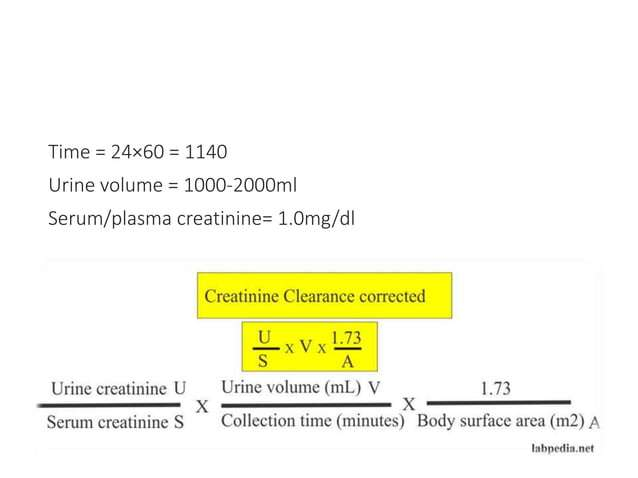 Time = 24×60 = 1140
Urine volume = 1000-2000ml
Serum/plasma creatinine= 1.0mg/dl
Creatinine Clearance corrected
U/S x V x 1.73/A
Urine creatinine U X Urine volume (mL) V X 1.73
Serum creatinine S Collection time (minutes) Body surface area (m2) A
labpedia.net